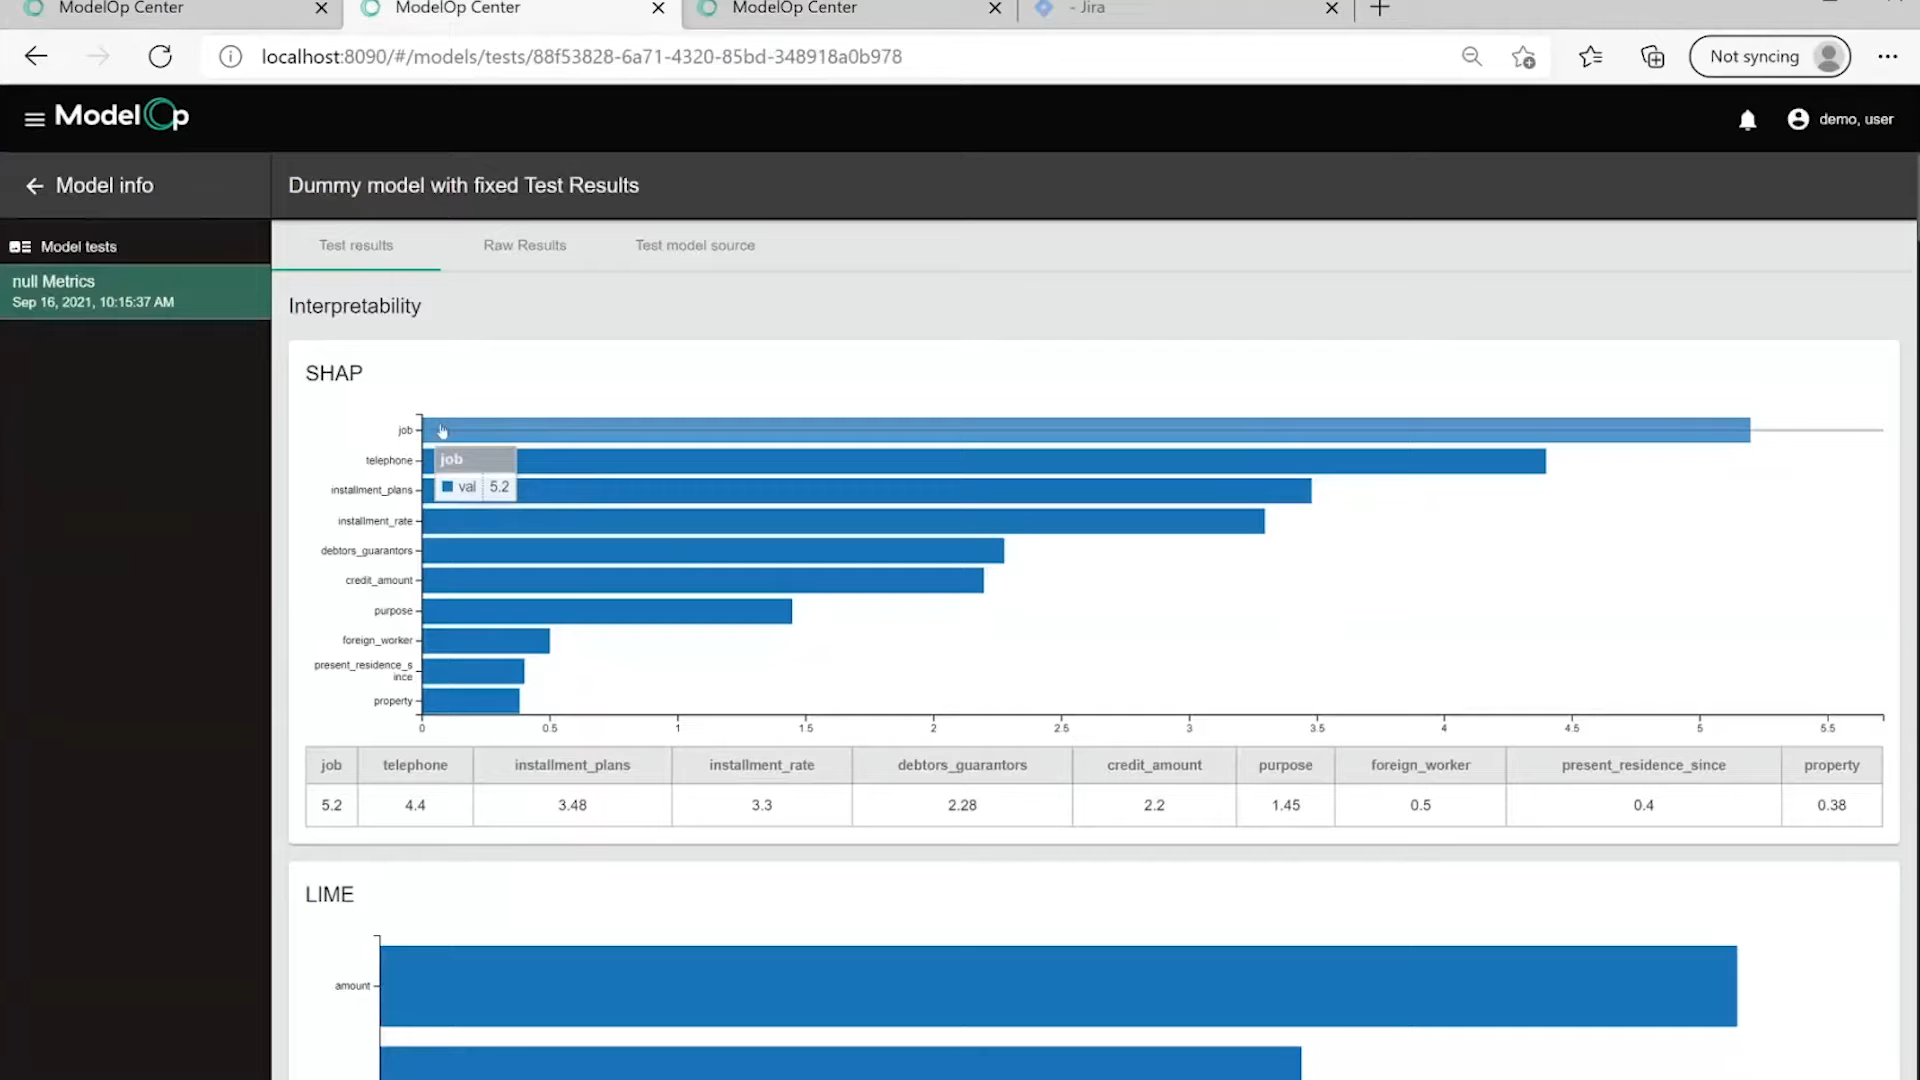 ModelOp Center
ModelOp Center
ModelOp Center
- Jira
localhost:8090/#/models/tests/88f53828-6a71-4320-85bd-348918a0b978
Not syncing
ModelOp
demo, user
Model info
Dummy model with fixed Test Results
Model tests
null Metrics
Sep 16, 2021, 10:15:37 AM
Test results Raw Results Test model source
Interpretability
SHAP
job
telephone
installment_plans
installment_rate
debtors_guarantors
credit_amount
purpose
foreign_worker
present_residence_s
ince
property
job
val 5.2
0 0.5 1 1.5 2 2.5 3 3.5 4 4.5 5 5.5
job telephone installment_plans installment_rate debtors_guarantors credit_amount purpose foreign_worker present_residence_since property
5.2 4.4 3.48 3.3 2.28 2.2 1.45 0.5 0.4 0.38
LIME
amount